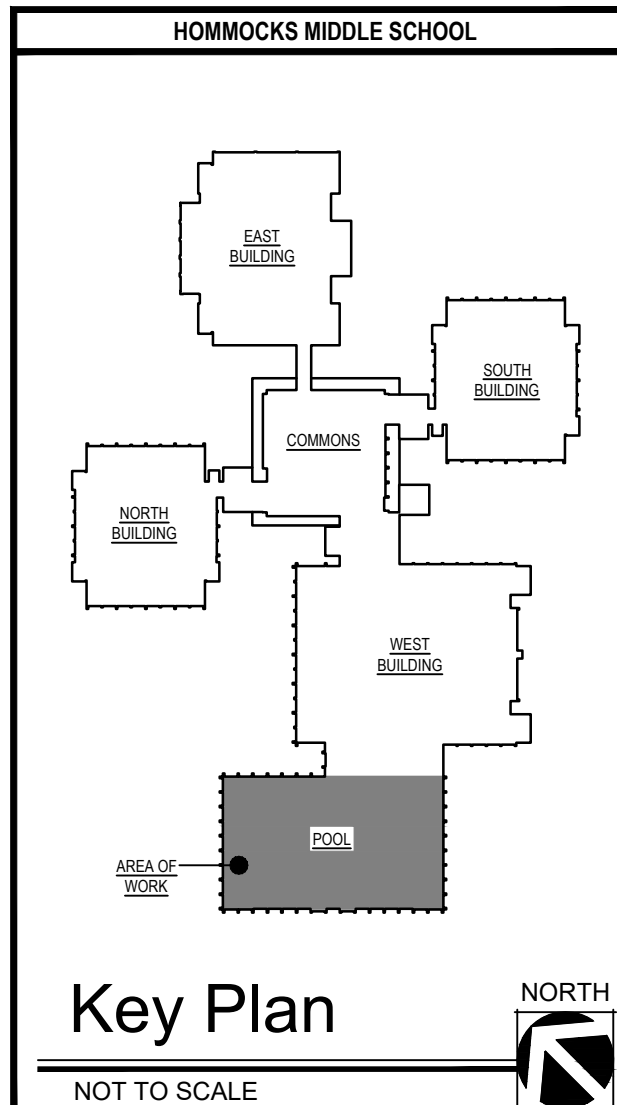 HOMMOCKS MIDDLE SCHOOL
EAST
BUILDING
SOUTH
BUILDING
COMMONS
NORTH
BUILDING
WEST
BUILDING
POOL
AREA OF
WORK
Key Plan
NORTH
NOT TO SCALE